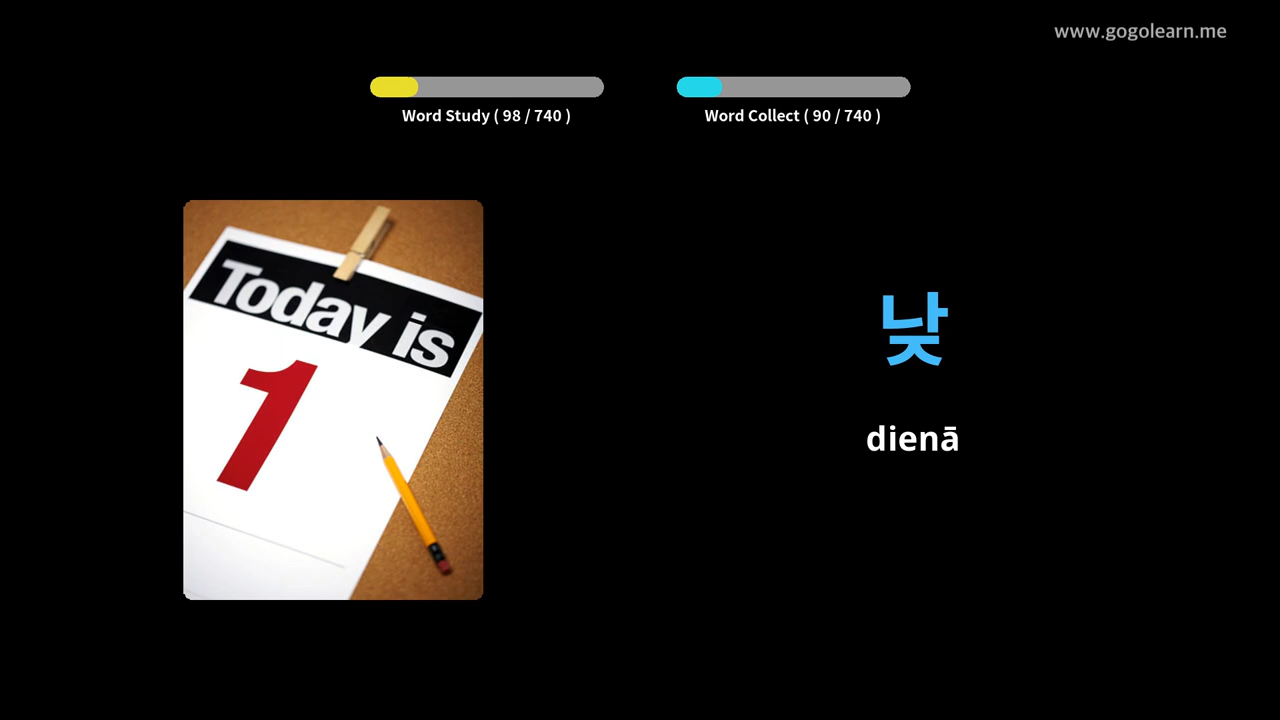 www.gogolearn.me
Word Study ( 98 / 740 )
Word Collect ( 90 / 740 )
Today is
1
낮
dienā